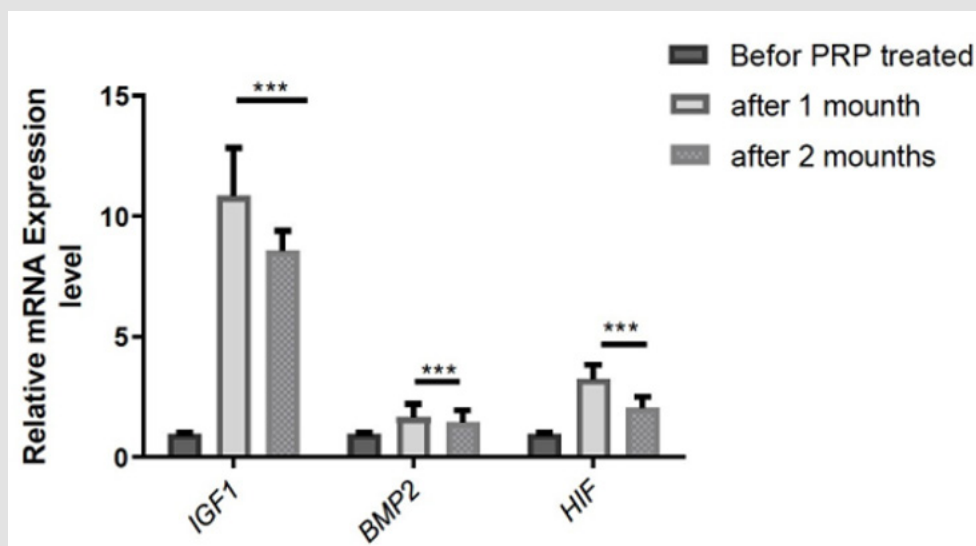 Befor PRP treated
after 1 mounth
after 2 mounths
Relative mRNA Expression
level
15
10
5
0
***
***
***
IGF1
BMP2
HIF